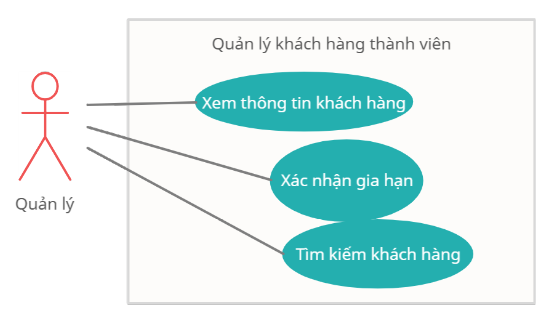 Quản lý khách hàng thành viên
Xem thông tin khách hàng
Xác nhận gia hạn
Quản lý
Tìm kiếm khách hàng